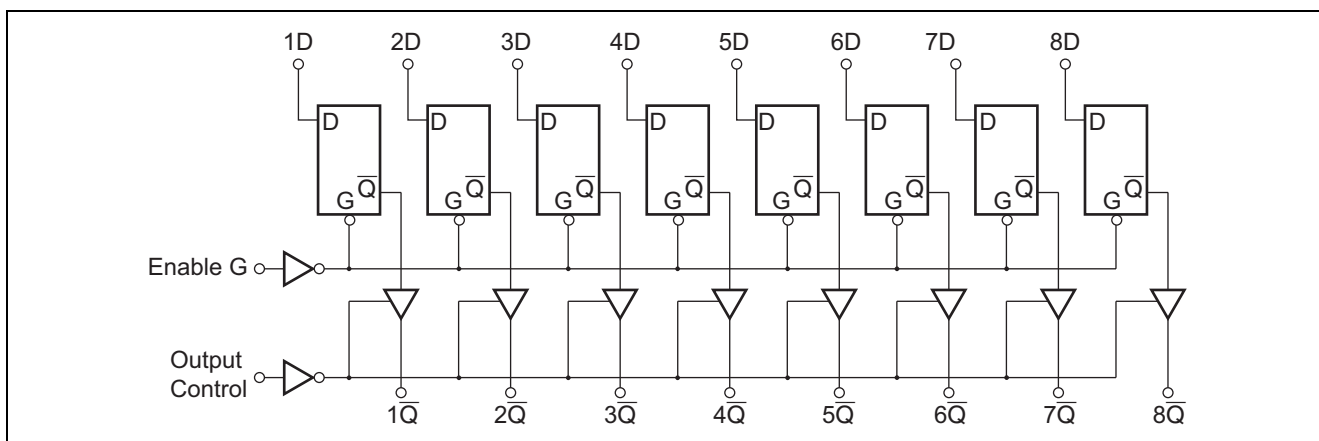 1D 2D 3D 4D 5D 6D 7D 8D
D D D D D D D D
Q̅ Q̅ Q̅ Q̅ Q̅ Q̅ Q̅ Q̅
G G G G G G G G
Enable G
Output
Control
1Q̅ 2Q̅ 3Q̅ 4Q̅ 5Q̅ 6Q̅ 7Q̅ 8Q̅